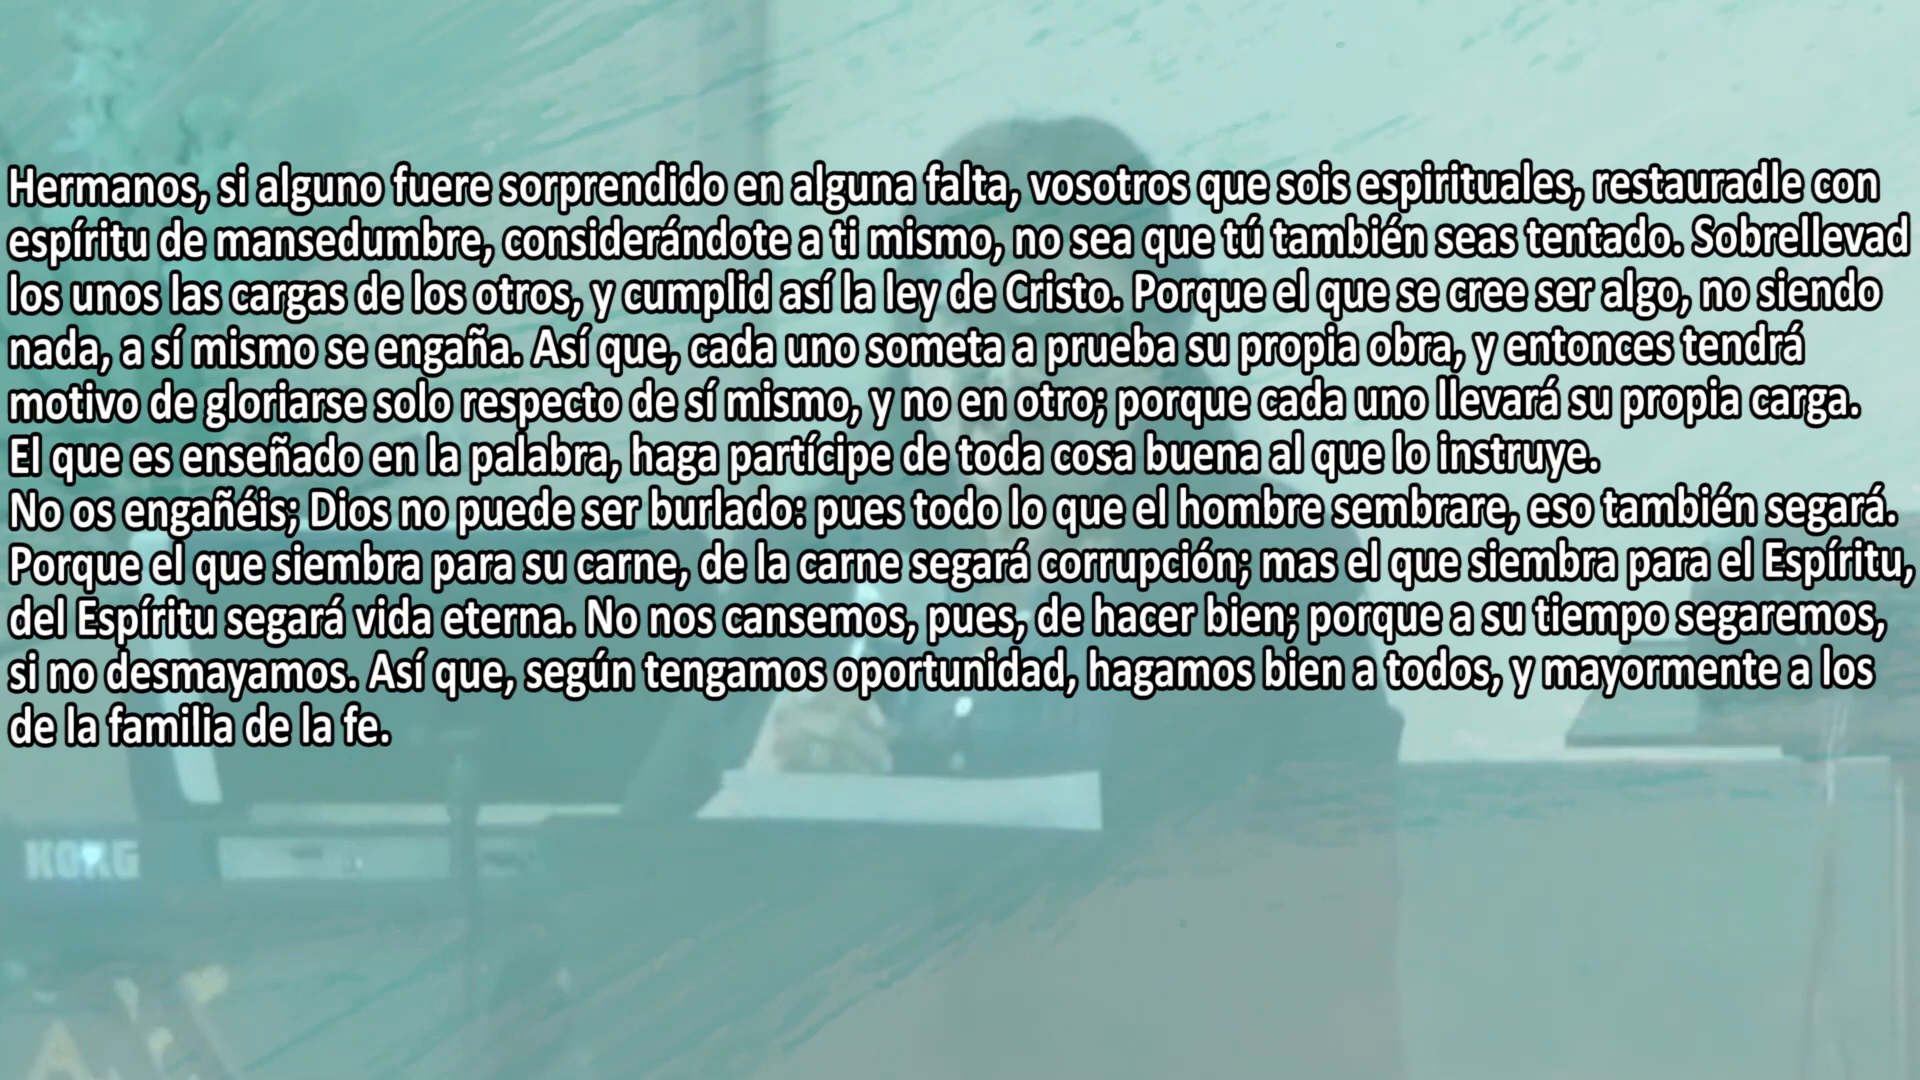 Hermanos, si alguno fuere sorprendido en alguna falta, vosotros que sois espirituales, restauradle con
espíritu de mansedumbre, considerándote a ti mismo, no sea que tú también seas tentado. Sobrellevad
los unos las cargas de los otros, y cumplid así la ley de Cristo. Porque el que se cree ser algo, no siendo
nada, a sí mismo se engaña. Así que, cada uno someta a prueba su propia obra, y entonces tendrá
motivo de gloriarse solo respecto de sí mismo, y no en otro; porque cada uno llevará su propia carga.
El que es enseñado en la palabra, haga partícipe de toda cosa buena al que lo instruye.
No os engañéis; Dios no puede ser burlado: pues todo lo que el hombre sembrare, eso también segará.
Porque el que siembra para su carne, de la carne segará corrupción; mas el que siembra para el Espíritu,
del Espíritu segará vida eterna. No nos cansemos, pues, de hacer bien; porque a su tiempo segaremos,
si no desmayamos. Así que, según tengamos oportunidad, hagamos bien a todos, y mayormente a los
de la familia de la fe.
KORG